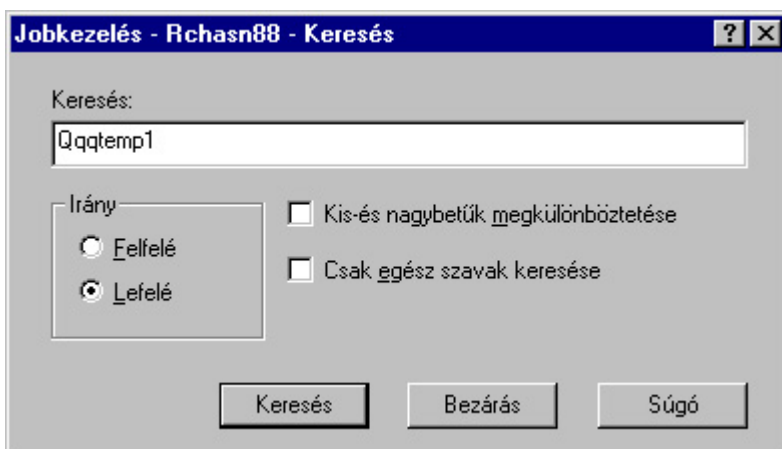 Jobkezelés - Rchasn88 - Keresés
Keresés:
Qqqtemp1
Irány
Felfelé
Lefelé
Kis-és nagybetűk megkülönböztetése
Csak egész szavak keresése
Keresés Bezárás Súgó